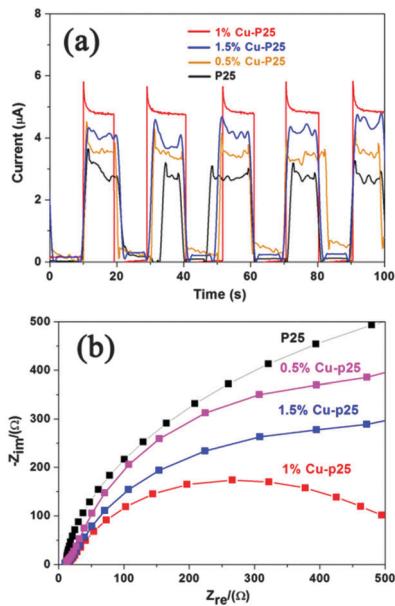 (a)
1% Cu-P25
1.5% Cu-P25
0.5% Cu-P25
P25
8
6
4
2
0
Current (μA)
0 20 40 60 80 100
Time (s)
(b)
P25
0.5% Cu-p25
1.5% Cu-p25
1% Cu-p25
-500
-400
-300
-200
-100
0
-Zim/(Ω)
0 100 200 300 400 500
Zre/(Ω)